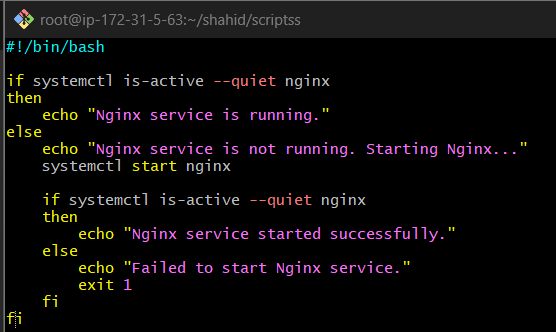 root@ip-172-31-5-63:~/shahid/scriptss
#!/bin/bash

if systemctl is-active --quiet nginx
then
    echo "Nginx service is running."
else
    echo "Nginx service is not running. Starting Nginx..."
    systemctl start nginx

    if systemctl is-active --quiet nginx
    then
        echo "Nginx service started successfully."
    else
        echo "Failed to start Nginx service."
        exit 1
    fi
fi